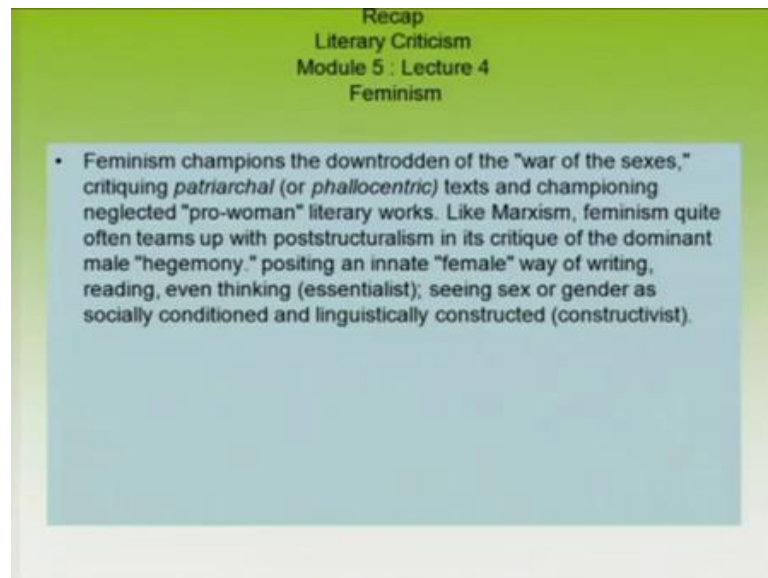 Recap
Literary Criticism
Module 5 : Lecture 4
Feminism
• Feminism champions the downtrodden of the "war of the sexes,"
critiquing patriarchal (or phallocentric) texts and championing
neglected "pro-woman" literary works. Like Marxism, feminism quite
often teams up with poststructuralism in its critique of the dominant
male "hegemony." positing an innate "female" way of writing,
reading, even thinking (essentialist); seeing sex or gender as
socially conditioned and linguistically constructed (constructivist).